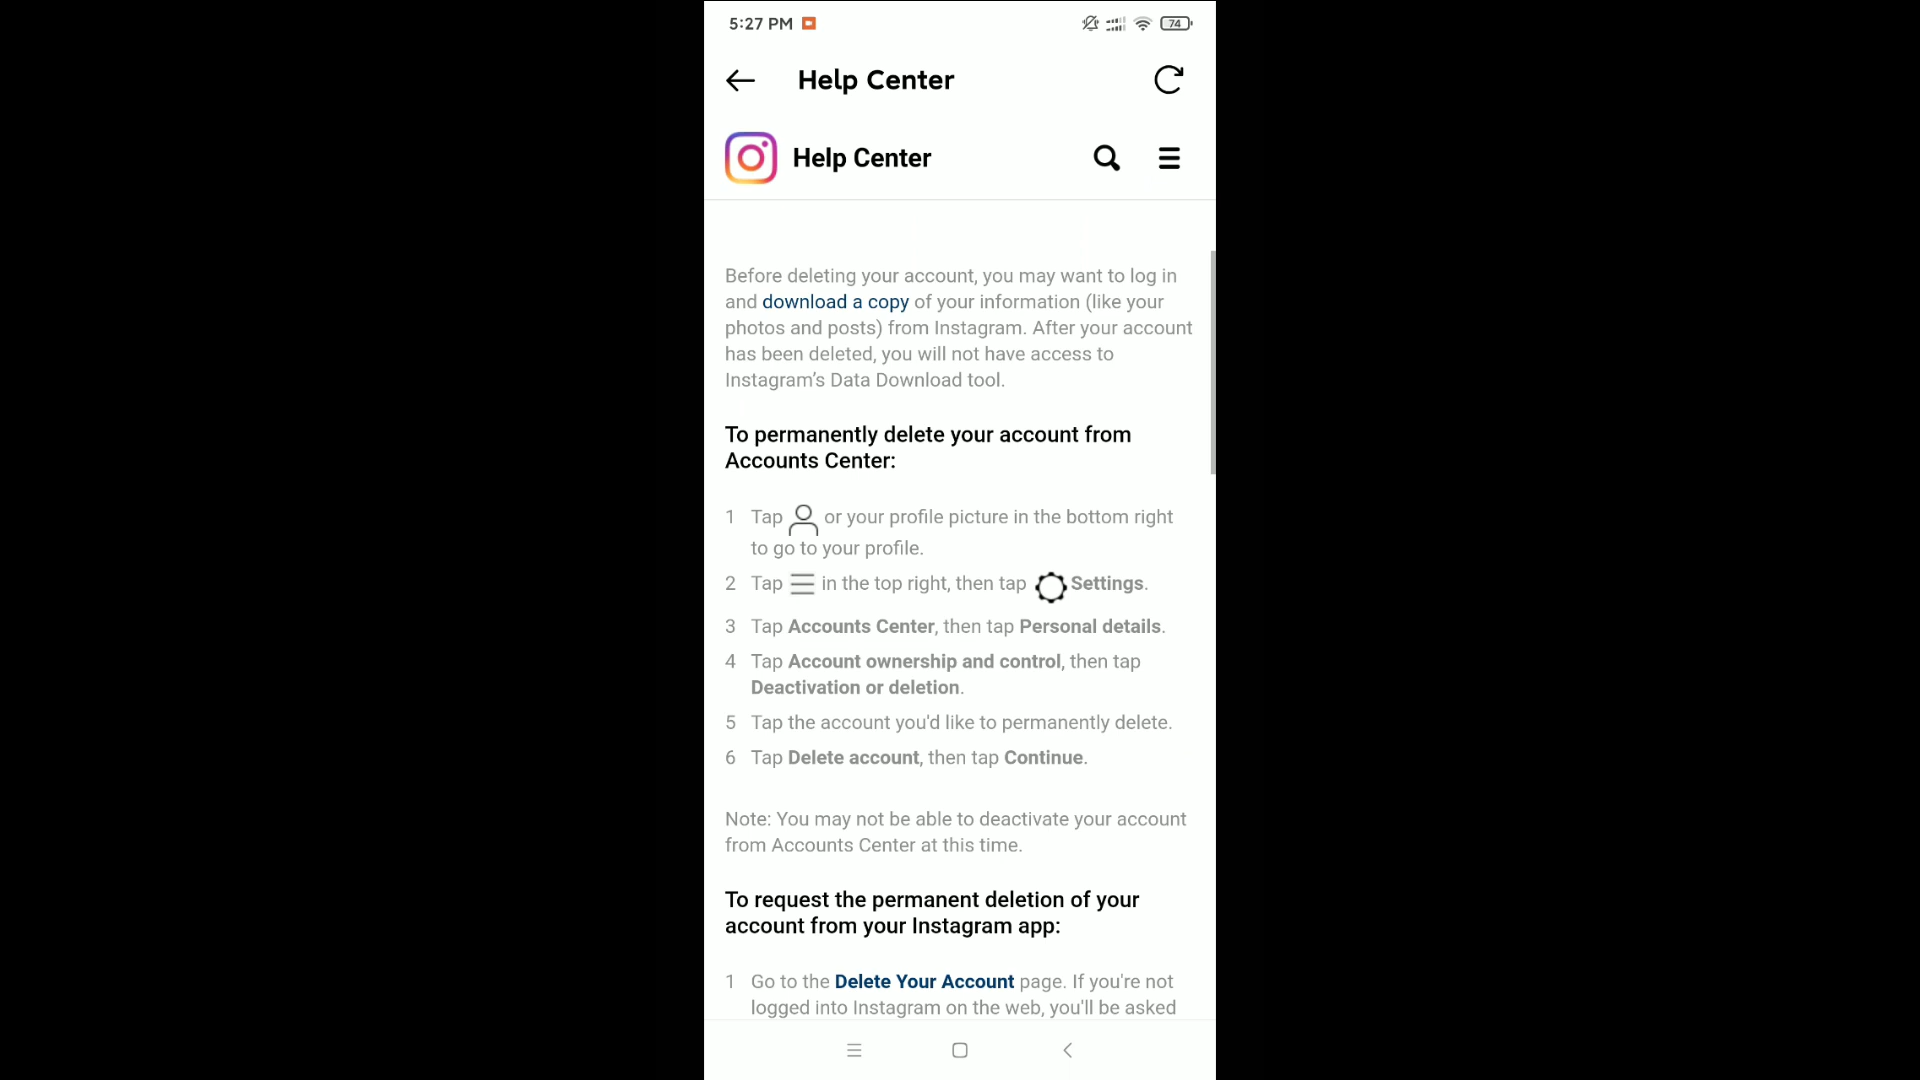 5:27 PM
74
Help Center
Help Center
Before deleting your account, you may want to log in
and download a copy of your information (like your
photos and posts) from Instagram. After your account
has been deleted, you will not have access to
Instagram’s Data Download tool.
To permanently delete your account from
Accounts Center:
1 Tap or your profile picture in the bottom right
to go to your profile.
2 Tap in the top right, then tap Settings.
3 Tap Accounts Center, then tap Personal details.
4 Tap Account ownership and control, then tap
Deactivation or deletion.
5 Tap the account you'd like to permanently delete.
6 Tap Delete account, then tap Continue.
Note: You may not be able to deactivate your account
from Accounts Center at this time.
To request the permanent deletion of your
account from your Instagram app:
1 Go to the Delete Your Account page. If you're not
logged into Instagram on the web, you'll be asked